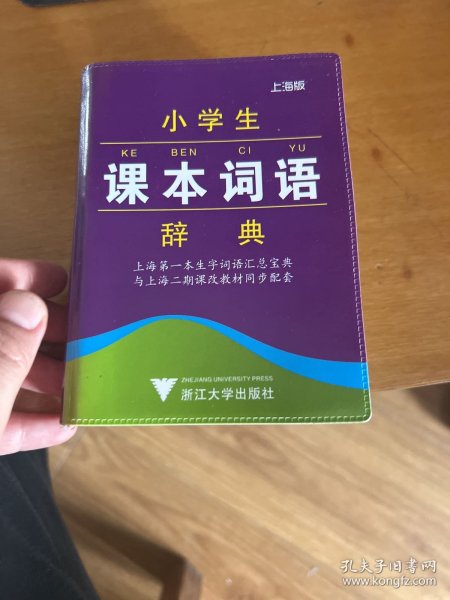 上海版
小学生
KE BEN CI YU
课本词语
辞 典
上海第一本生字词语汇总宝典
与上海二期课改教材同步配套
ZHEJIANG UNIVERSITY PRESS
浙江大学出版社
孔夫子旧书网
www.kongfz.com